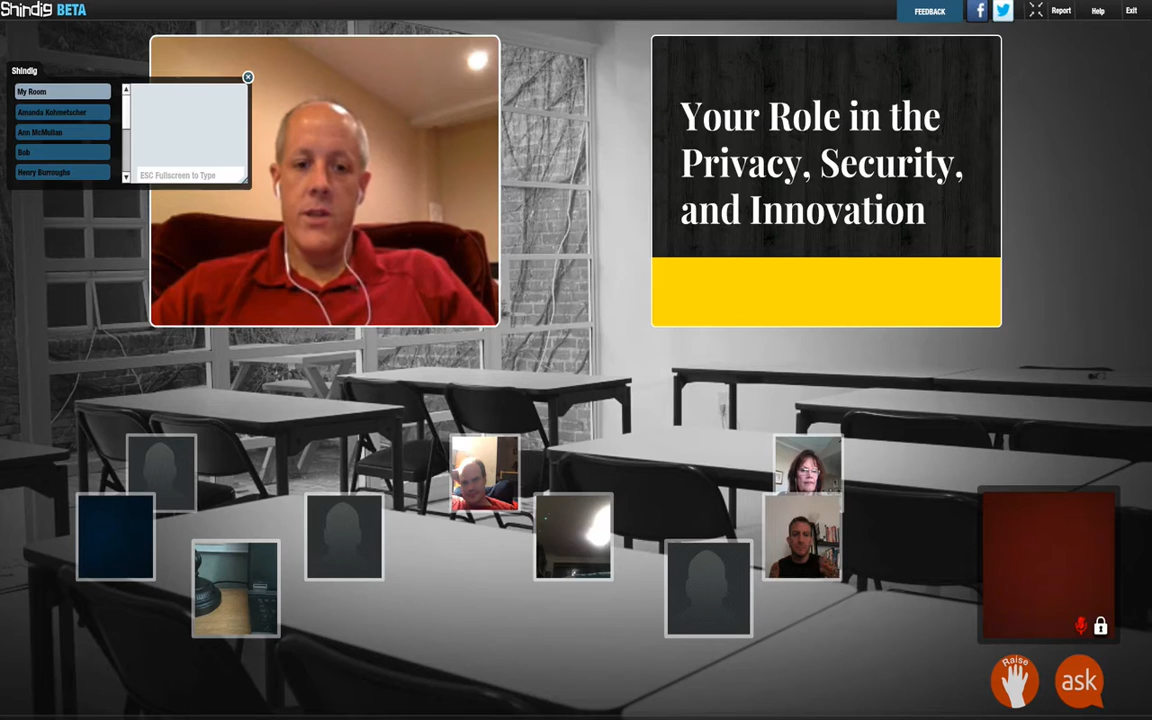 Shindig BETA
FEEDBACK
Report
Help
Exit
Shindig
My Room
Amanda Kohmetscher
Ann McMullan
Bob
Henry Burroughs
ESC Fullscreen to Type
Your Role in the
Privacy, Security,
and Innovation
Raise
ask